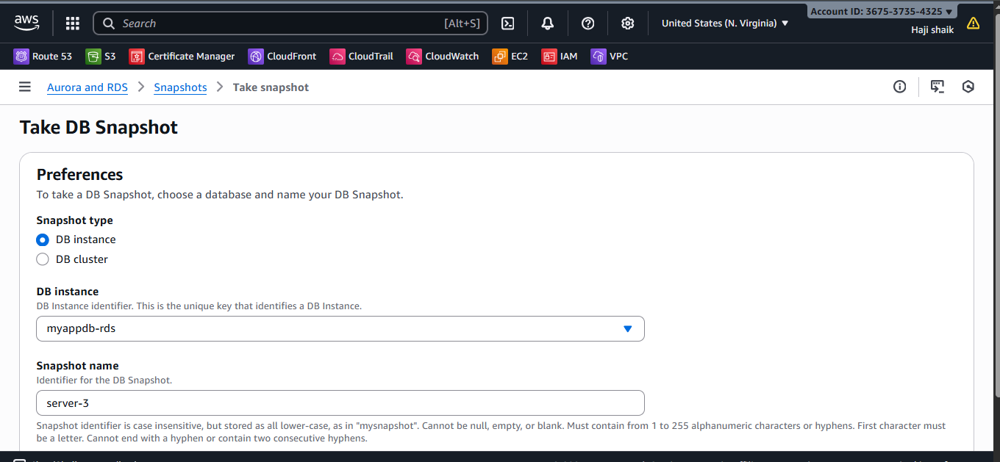 aws
Search [Alt+S]
United States (N. Virginia)
Account ID: 3675-3735-4325
Haji shaik
Route 53 S3 Certificate Manager CloudFront CloudTrail CloudWatch EC2 IAM VPC
Aurora and RDS > Snapshots > Take snapshot
Take DB Snapshot
Preferences
To take a DB Snapshot, choose a database and name your DB Snapshot.
Snapshot type
DB instance
DB cluster
DB instance
DB Instance identifier. This is the unique key that identifies a DB Instance.
myappdb-rds
Snapshot name
Identifier for the DB Snapshot.
server-3
Snapshot identifier is case insensitive, but stored as all lower-case, as in "mysnapshot". Cannot be null, empty, or blank. Must contain from 1 to 255 alphanumeric characters or hyphens. First character must
be a letter. Cannot end with a hyphen or contain two consecutive hyphens.